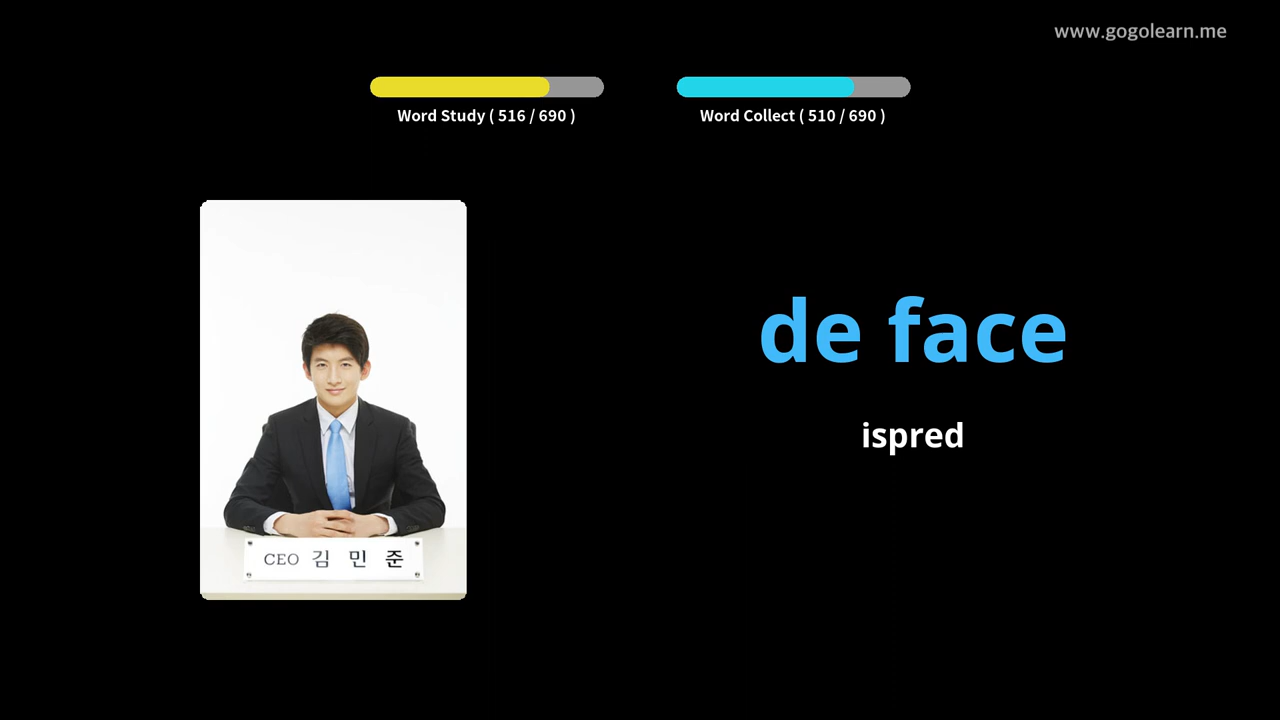 www.gogolearn.me
Word Study ( 516 / 690 )
Word Collect ( 510 / 690 )
de face
ispred
CEO 김 민 준